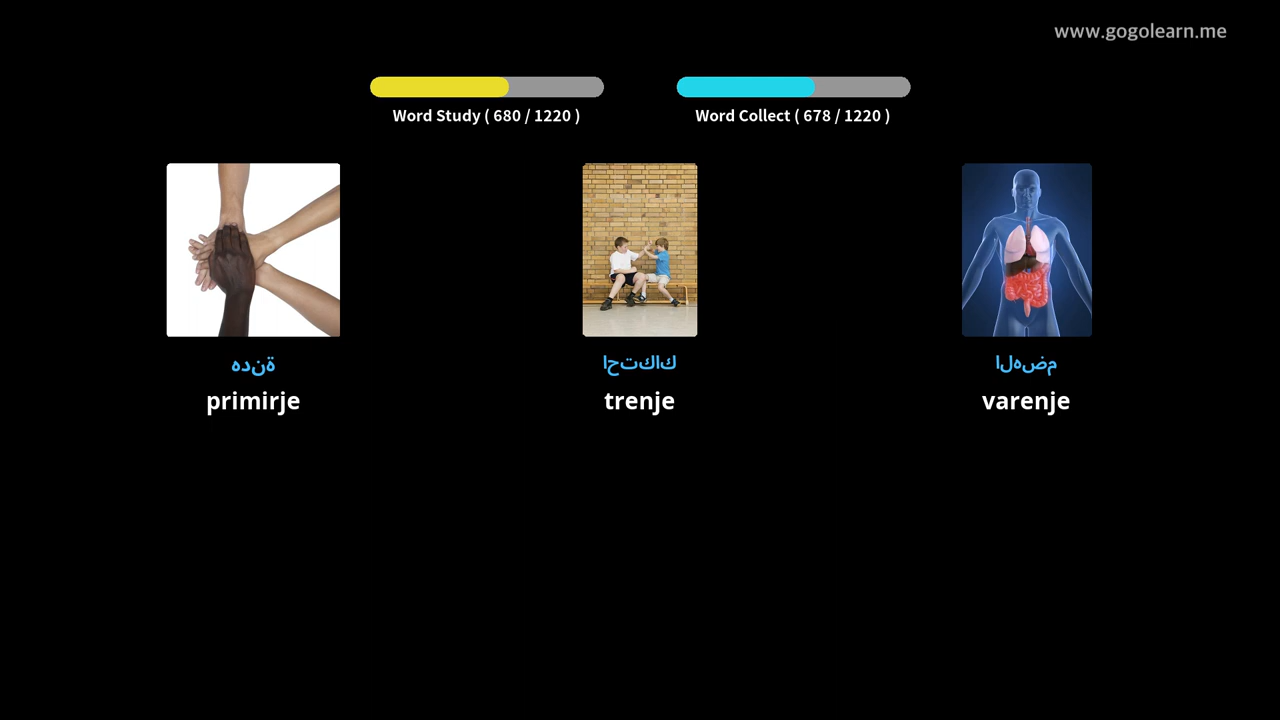 www.gogolearn.me
Word Study ( 680 / 1220 )
Word Collect ( 678 / 1220 )
هدنة
primirje
احتكاك
trenje
الهضم
varenje